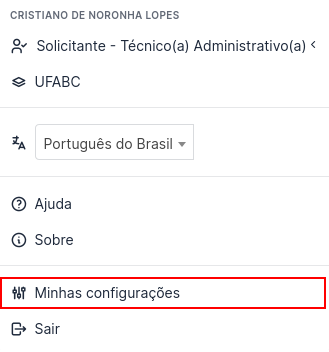 CRISTIANO DE NORONHA LOPES
Solicitante - Técnico(a) Administrativo(a)
UFABC
Português do Brasil
Ajuda
Sobre
Minhas configurações
Sair